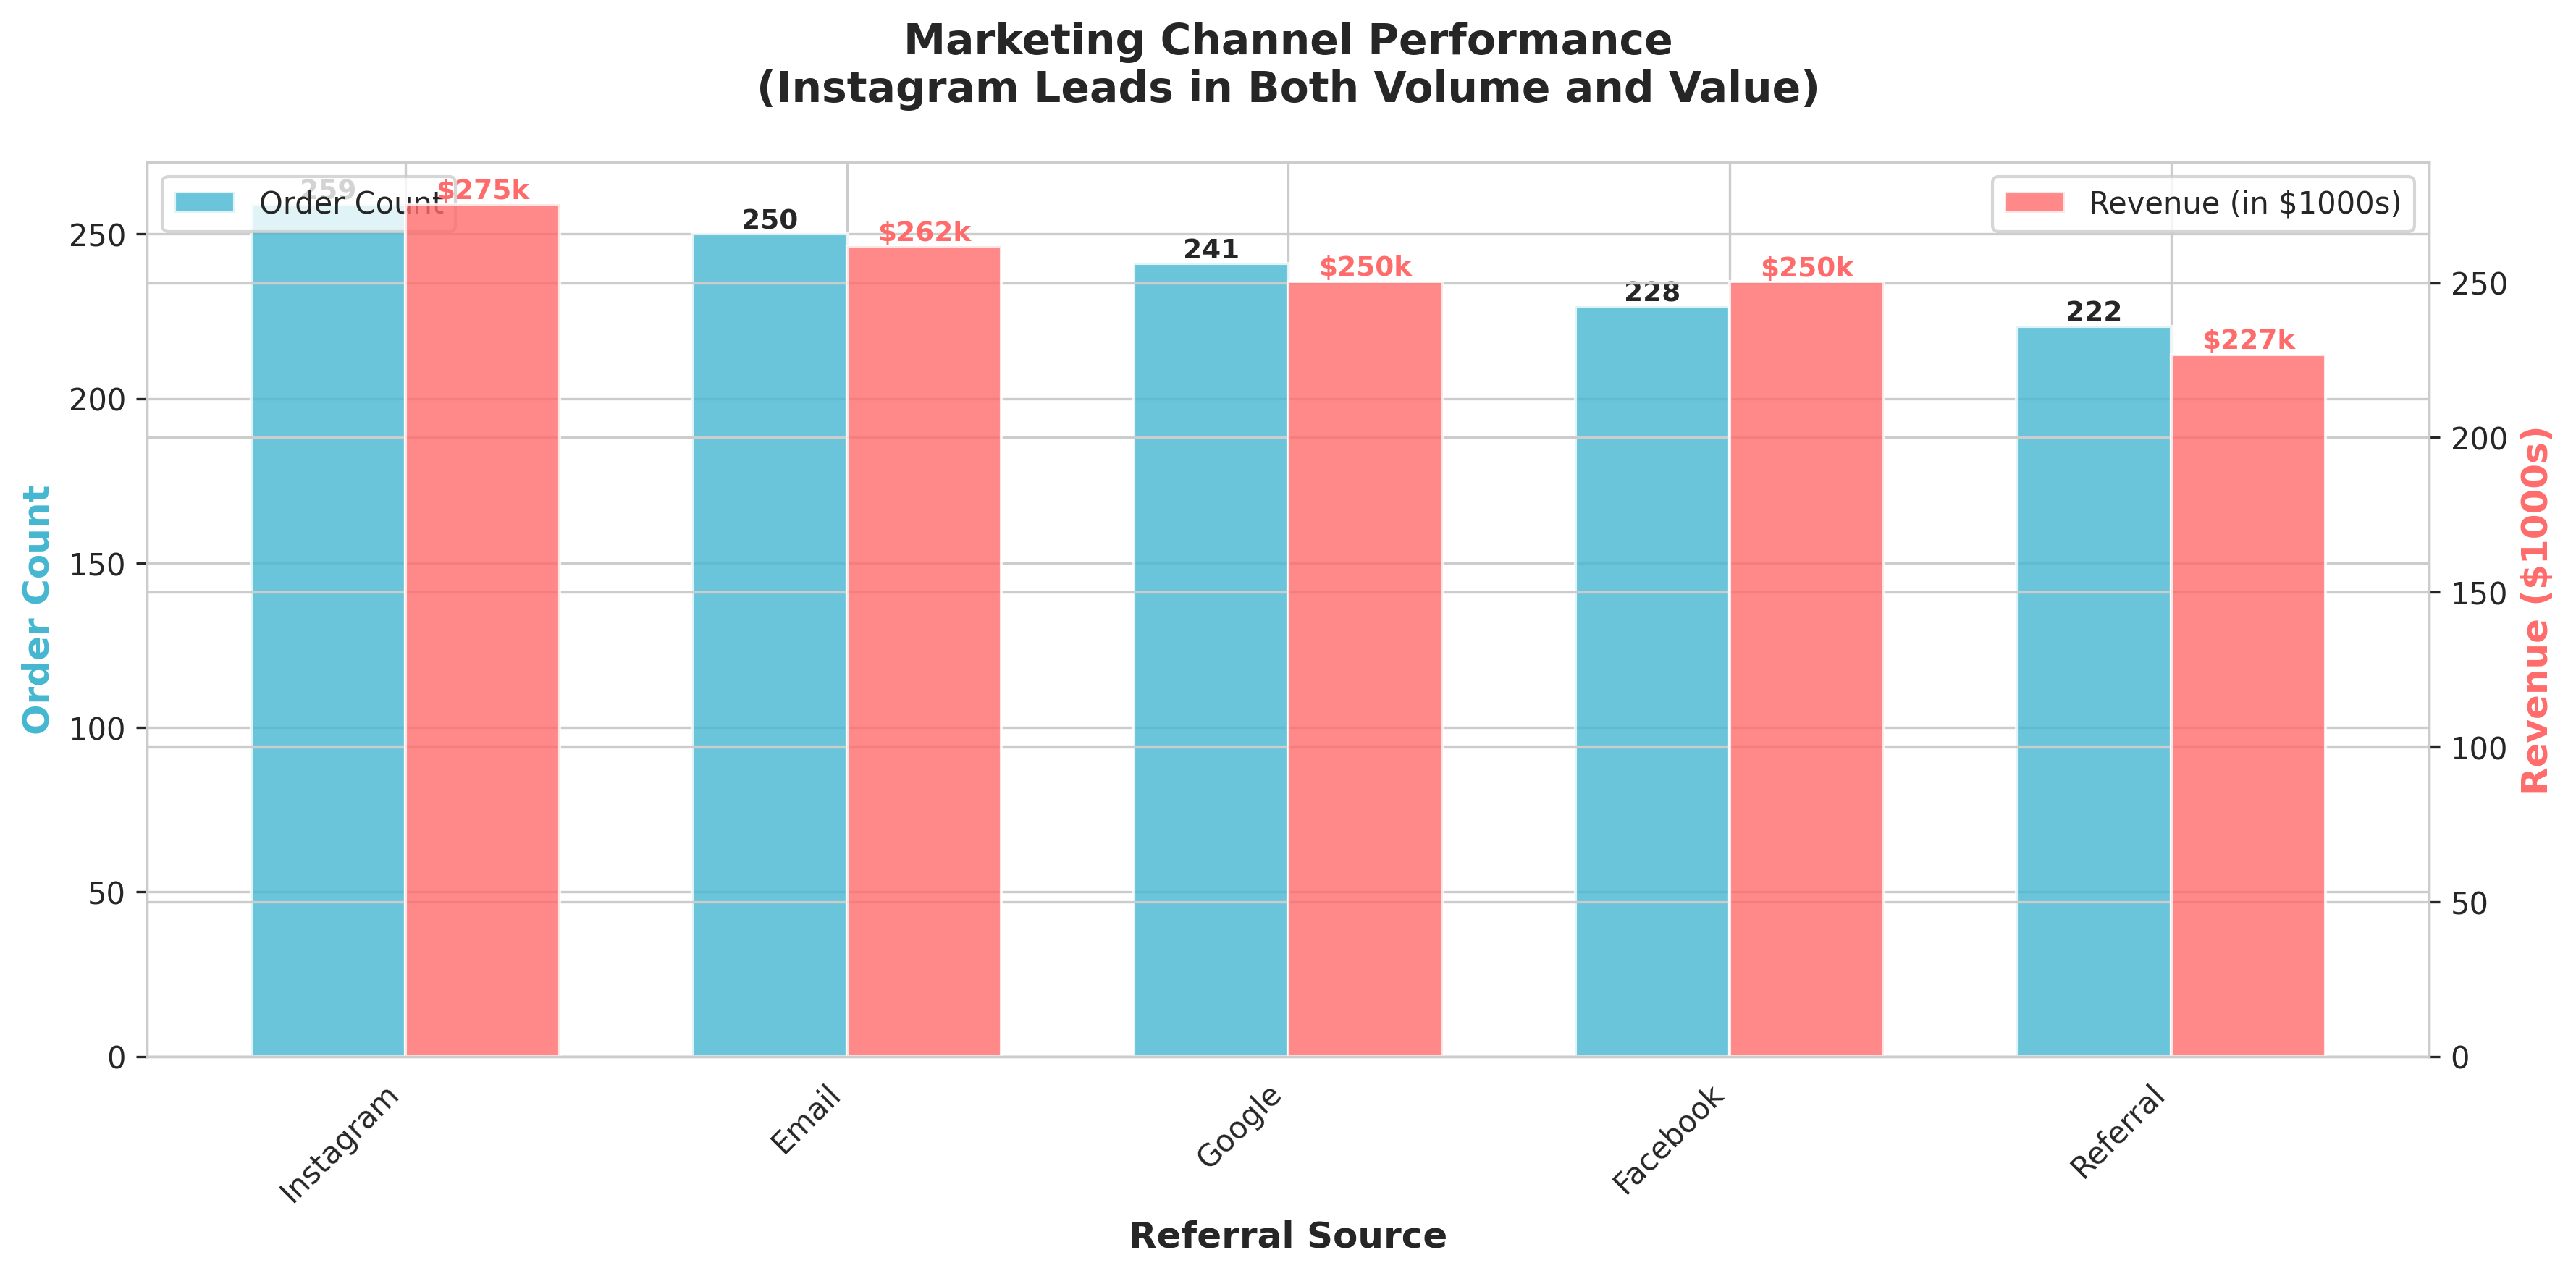 Marketing Channel Performance
(Instagram Leads in Both Volume and Value)
Order Count
Revenue (in $1000s)
259
$275k
250
$262k
241
$250k
228
$250k
222
$227k
250
200
150
100
50
0
Order Count
250
200
150
100
50
0
Revenue ($1000s)
Instagram
Email
Google
Facebook
Referral
Referral Source